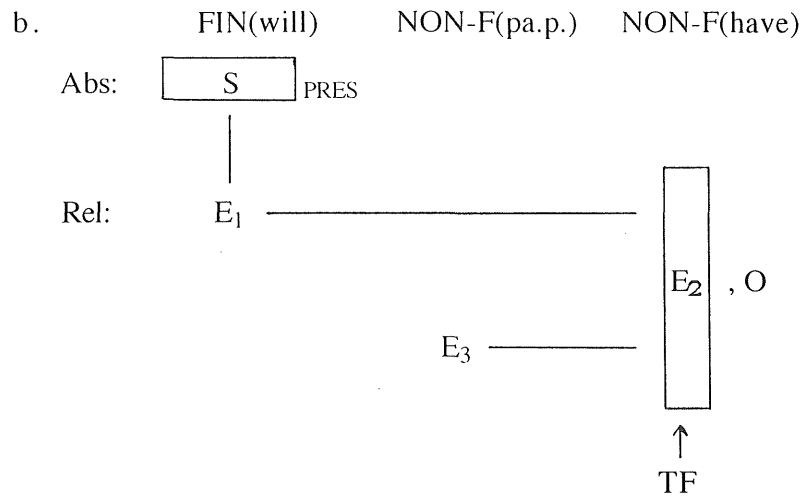 b. FIN(will) NON-F(pa.p.) NON-F(have)
Abs: S PRES
Rel: E₁
E₂ , O
E₃
TF